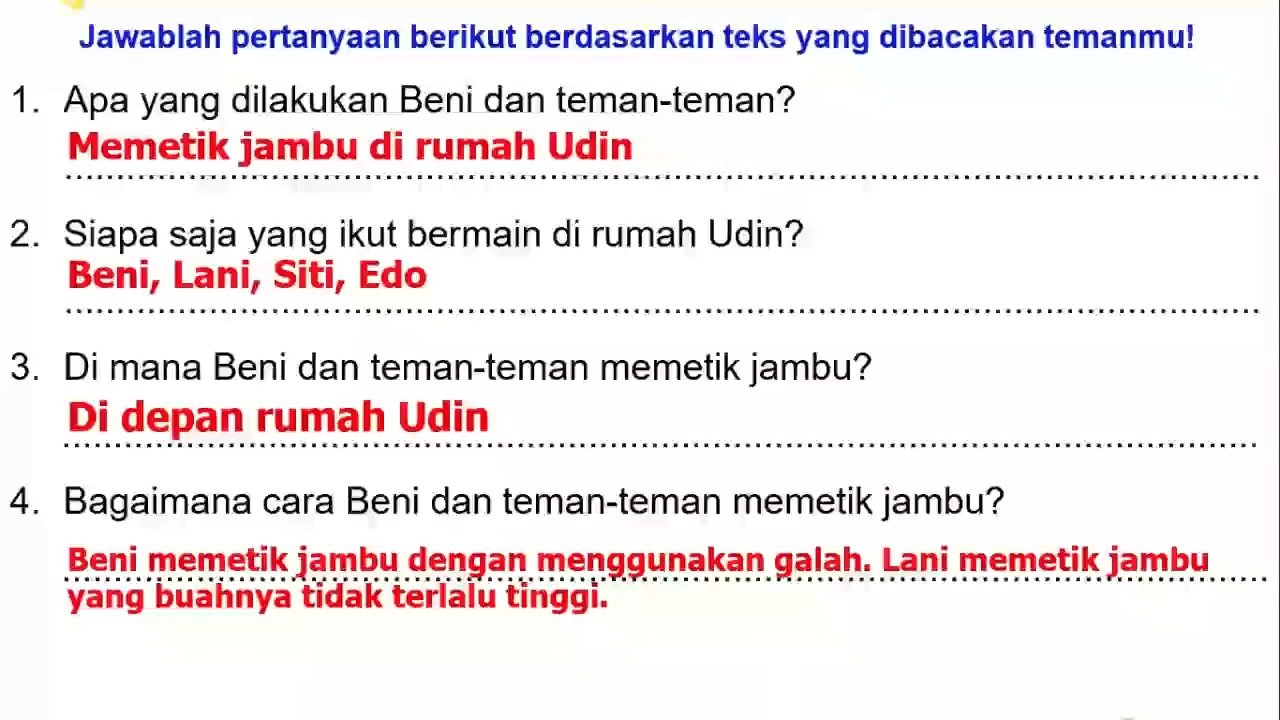 Jawablah pertanyaan berikut berdasarkan teks yang dibacakan temanmu!
1. Apa yang dilakukan Beni dan teman-teman?
Memetik jambu di rumah Udin
2. Siapa saja yang ikut bermain di rumah Udin?
Beni, Lani, Siti, Edo
3. Di mana Beni dan teman-teman memetik jambu?
Di depan rumah Udin
4. Bagaimana cara Beni dan teman-teman memetik jambu?
Beni memetik jambu dengan menggunakan galah. Lani memetik jambu
yang buahnya tidak terlalu tinggi.